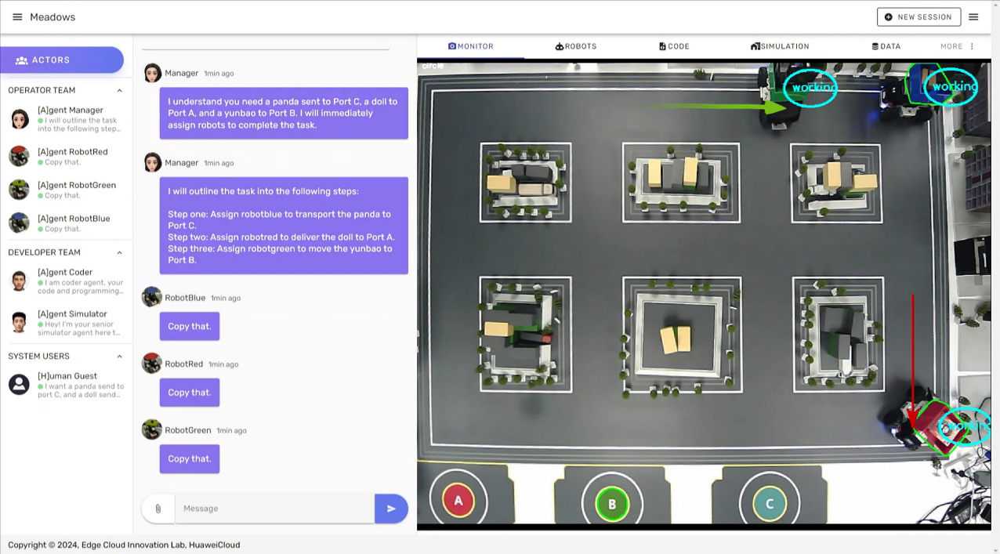 Meadows
NEW SESSION
ACTORS
OPERATOR TEAM
[A]gent Manager
I will outline the task
into the following step...
[A]gent RobotRed
Copy that.
[A]gent RobotGreen
Copy that.
[A]gent RobotBlue
Copy that.
DEVELOPER TEAM
[A]gent Coder
I am coder agent, your
code and programming...
[A]gent Simulator
Hey! I'm your senior
simulator agent here t...
SYSTEM USERS
[H]uman Guest
I want a panda send to
port C, and a doll send...
Manager 1min ago
I understand you need a panda sent to Port C, a doll to
Port A, and a yunbao to Port B. I will immediately
assign robots to complete the task.
Manager 1min ago
I will outline the task into the following steps:
Step one: Assign robotblue to transport the panda to
Port C.
Step two: Assign robotred to deliver the doll to Port A.
Step three: Assign robotgreen to move the yunbao to
Port B.
RobotBlue 1min ago
Copy that.
RobotRed 1min ago
Copy that.
RobotGreen 1min ago
Copy that.
Message
MONITOR
ROBOTS
CODE
SIMULATION
DATA
MORE
circle
working
working
working
A
B
C
Copyright © 2024, Edge Cloud Innovation Lab, HuaweiCloud